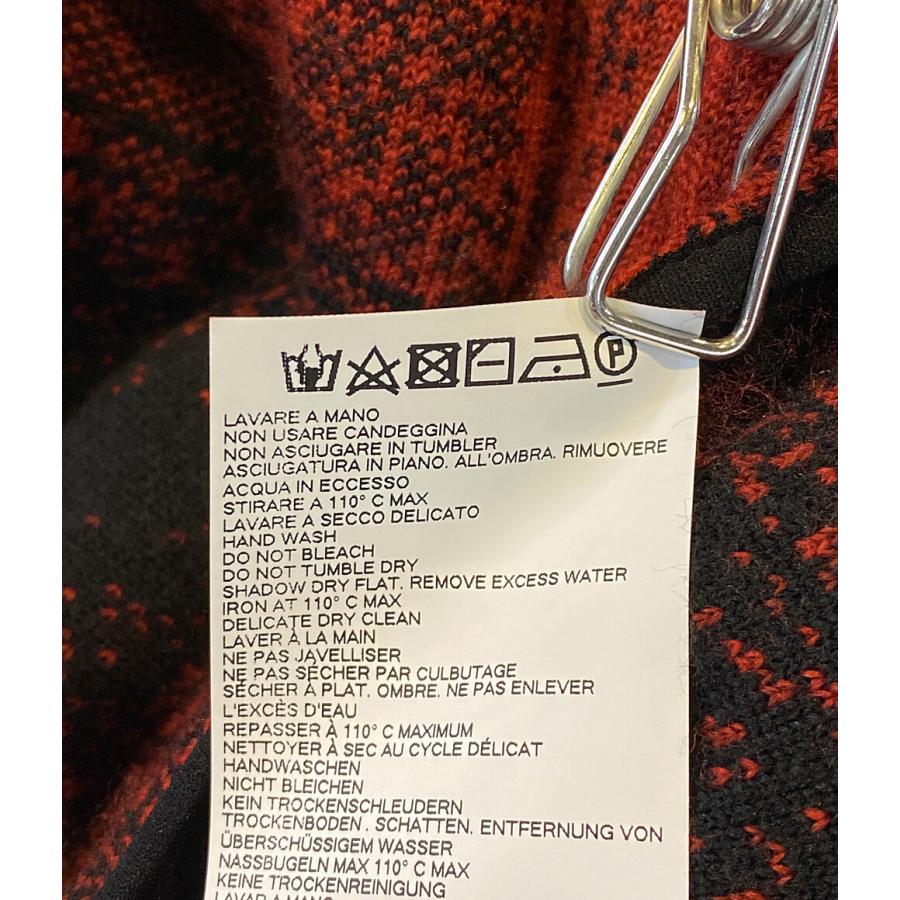 P
LAVARE A MANO
NON USARE CANDEGGINA
NON ASCIUGARE IN TUMBLER
ASCIUGATURA IN PIANO. ALL'OMBRA. RIMUOVERE
ACQUA IN ECCESSO
STIRARE A 110° C MAX
LAVARE A SECCO DELICATO
HAND WASH
DO NOT BLEACH
DO NOT TUMBLE DRY
SHADOW DRY FLAT. REMOVE EXCESS WATER
IRON AT 110° C MAX
DELICATE DRY CLEAN
LAVER À LA MAIN
NE PAS JAVELLISER
NE PAS SÉCHER PAR CULBUTAGE
SÉCHER À PLAT. OMBRE. NE PAS ENLEVER
L'EXCÈS D'EAU
REPASSER À 110° C MAXIMUM
NETTOYER À SEC AU CYCLE DÉLICAT
HANDWASCHEN
NICHT BLEICHEN
KEIN TROCKENSCHLEUDERN
TROCKENBODEN . SCHATTEN. ENTFERNUNG VON
ÜBERSCHÜSSIGEM WASSER
NASSBUGELN MAX 110° C MAX
KEINE TROCKENREINIGUNG
LAVAR A MANO